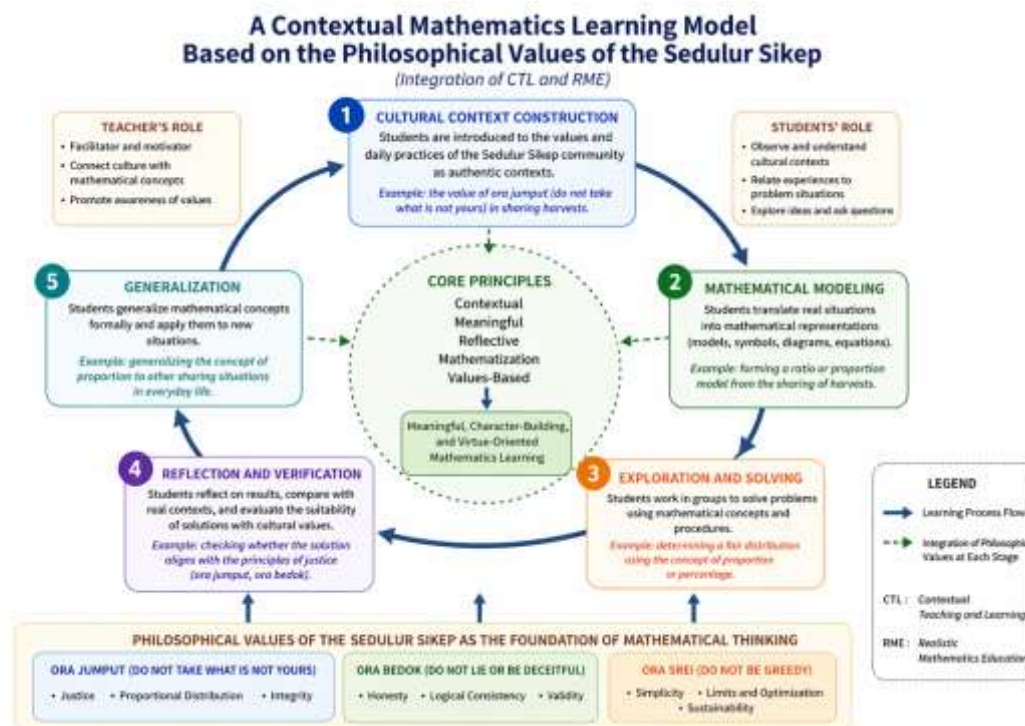 A Contextual Mathematics Learning Model
Based on the Philosophical Values of the Sedulur Sikep
(Integration of CTL and RME)
TEACHER'S ROLE
• Facilitator and motivator
• Connect culture with
mathematical concepts
• Promote awareness of values
1
CULTURAL CONTEXT CONSTRUCTION
Students are introduced to the values and
daily practices of the Sedulur Sikep community
as authentic contexts.
Example: the value of ora jumput (do not take
what is not yours) in sharing harvests.
STUDENTS' ROLE
• Observe and understand
cultural contexts
• Relate experiences to
problem situations
• Explore ideas and ask questions
5
GENERALIZATION
Students generalize mathematical concepts
formally and apply them to new
situations.
Example: generalizing the concept of
proportion to other sharing situations
in everyday life.
CORE PRINCIPLES
Contextual
Meaningful
Reflective
Mathematization
Values-Based
Meaningful, Character-Building,
and Virtue-Oriented
Mathematics Learning
2
MATHEMATICAL MODELING
Students translate real situations
into mathematical representations
(models, symbols, diagrams, equations).
Example: forming a ratio or proportion
model from the sharing of harvests.
4
REFLECTION AND VERIFICATION
Students reflect on results, compare with
real contexts, and evaluate the suitability
of solutions with cultural values.
Example: checking whether the solution
aligns with the principles of justice
(ora jumput, ora bedok).
3
EXPLORATION AND SOLVING
Students work in groups to solve problems
using mathematical concepts and
procedures.
Example: determining a fair distribution
using the concept of proportion
or percentage.
LEGEND
Learning Process Flow
Integration of Philosophic
Values at Each Stage
CTL : Contextual
Teaching and Learning
RME : Realistic
Mathematics Education
PHILOSOPHICAL VALUES OF THE SEDULUR SIKEP AS THE FOUNDATION OF MATHEMATICAL THINKING
ORA JUMPUT (DO NOT TAKE WHAT IS NOT YOURS)
• Justice • Proportional Distribution • Integrity
ORA BEDOK (DO NOT LIE OR BE DECEITFUL)
• Honesty • Logical Consistency • Validity
ORA SREI (DO NOT BE GREEDY)
• Simplicity • Limits and Optimization
• Sustainability